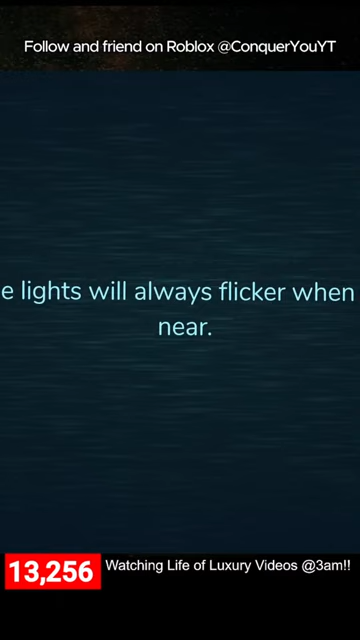 Follow and friend on Roblox @ConquerYouYT
e lights will always flicker when
near.
13,256
Watching Life of Luxury Videos @3am!!